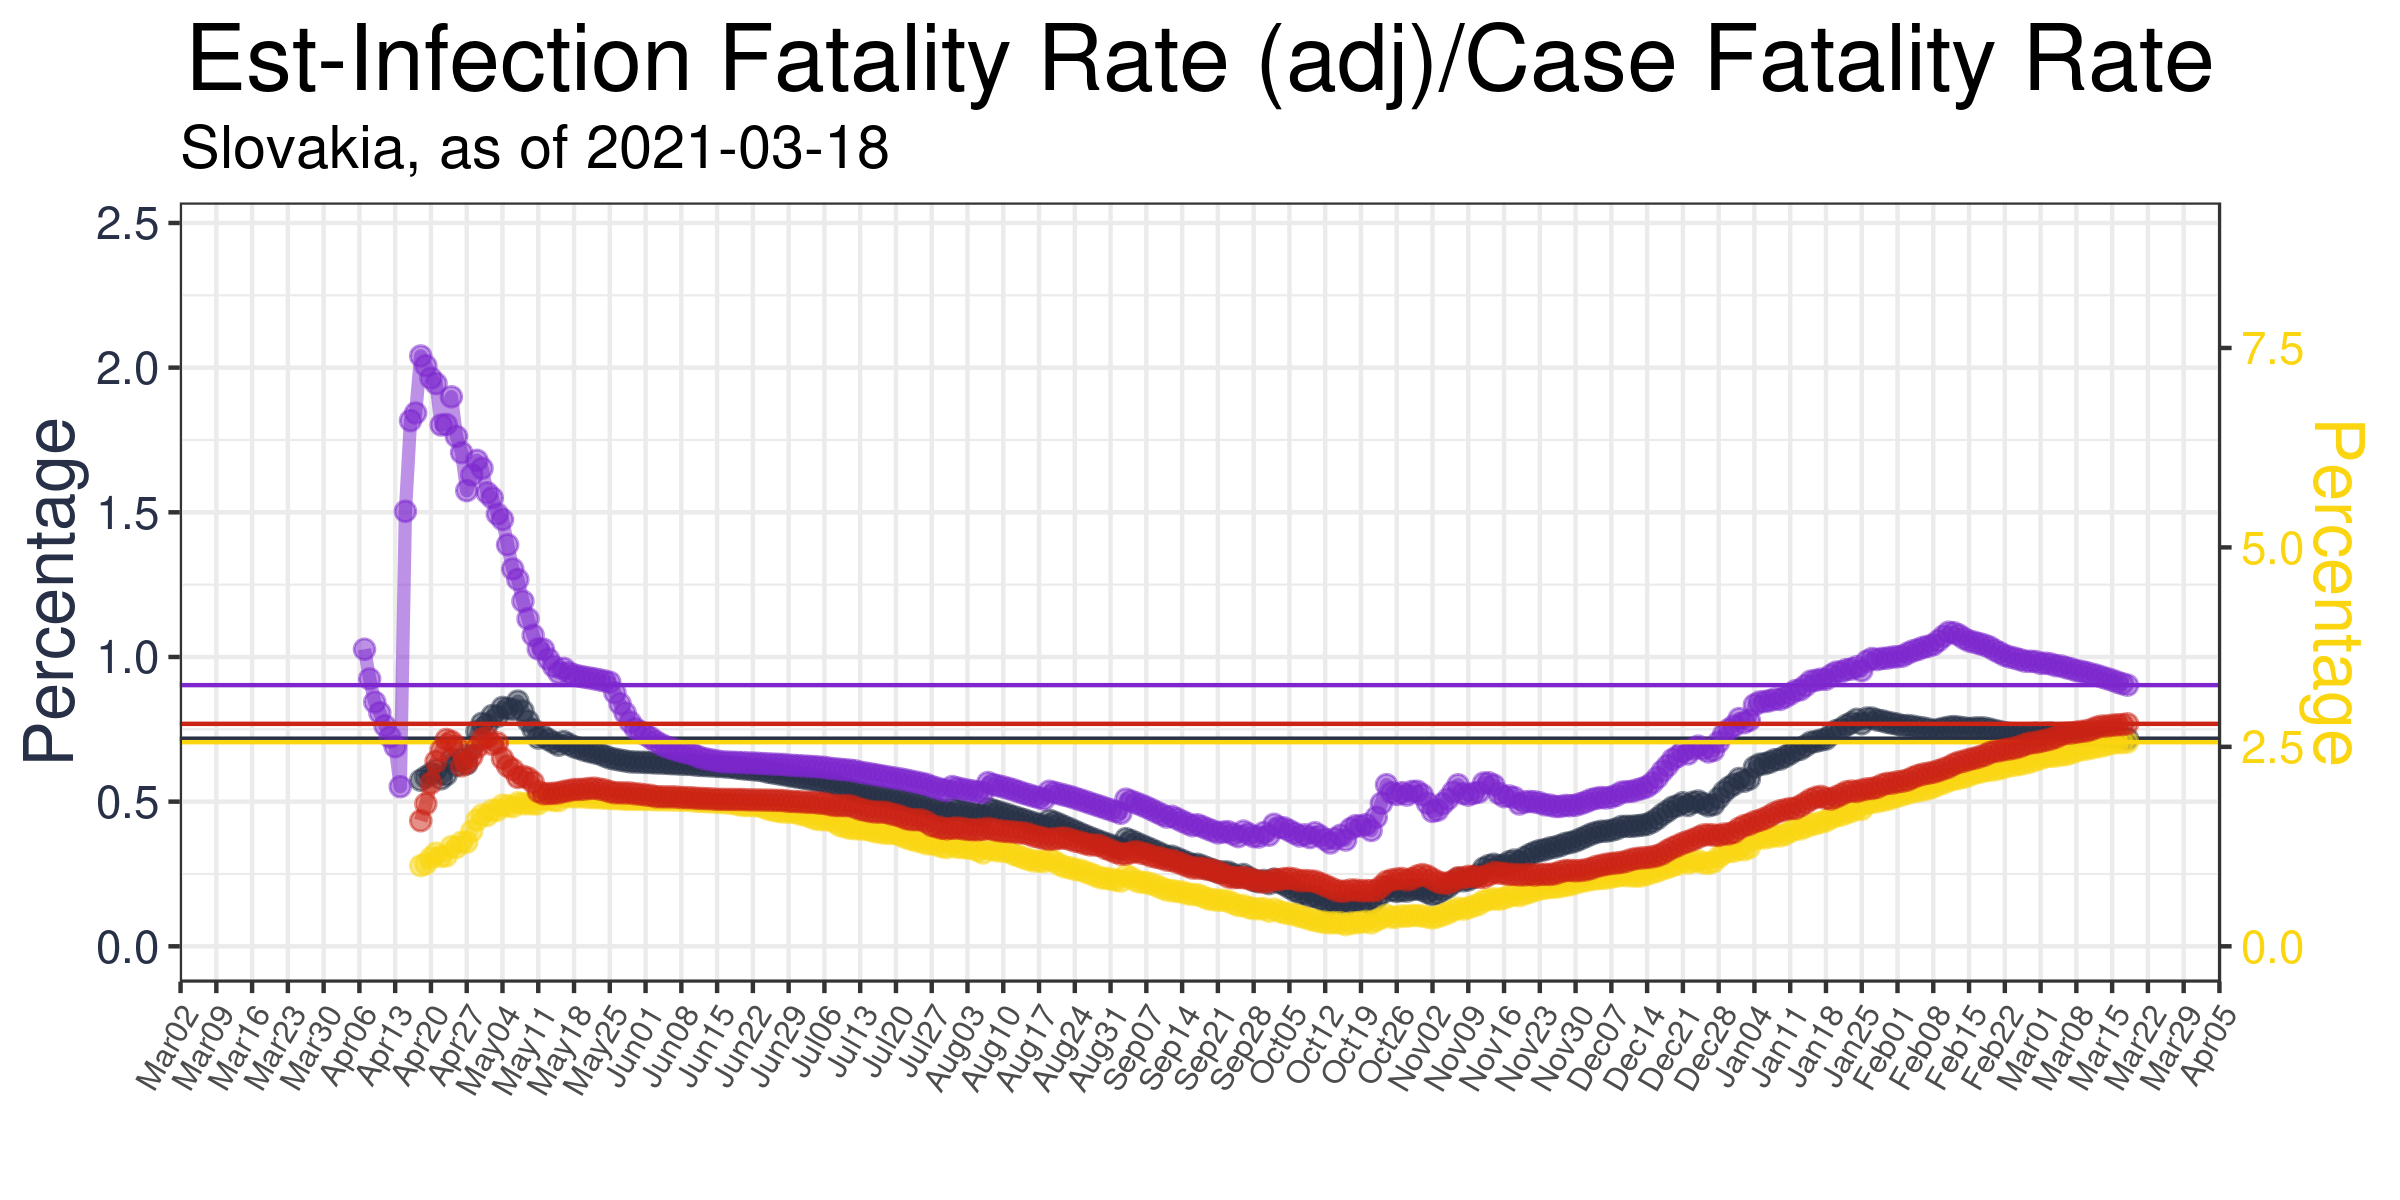 Est-Infection Fatality Rate (adj)/Case Fatality Rate
Slovakia, as of 2021-03-18
Percentage
2.5
2.0
1.5
1.0
0.5
0.0
7.5
5.0
2.5
0.0
Percentage
Mar02
Mar09
Mar16
Mar23
Mar30
Apr06
Apr13
Apr20
Apr27
May04
May11
May18
May25
Jun01
Jun08
Jun15
Jun22
Jun29
Jul06
Jul13
Jul20
Jul27
Aug03
Aug10
Aug17
Aug24
Aug31
Sep07
Sep14
Sep21
Sep28
Oct05
Oct12
Oct19
Oct26
Nov02
Nov09
Nov16
Nov23
Nov30
Dec07
Dec14
Dec21
Dec28
Dec04
Jan11
Jan18
Jan25
Feb01
Feb08
Feb15
Feb22
Mar01
Mar08
Mar15
Mar22
Mar29
Apr05